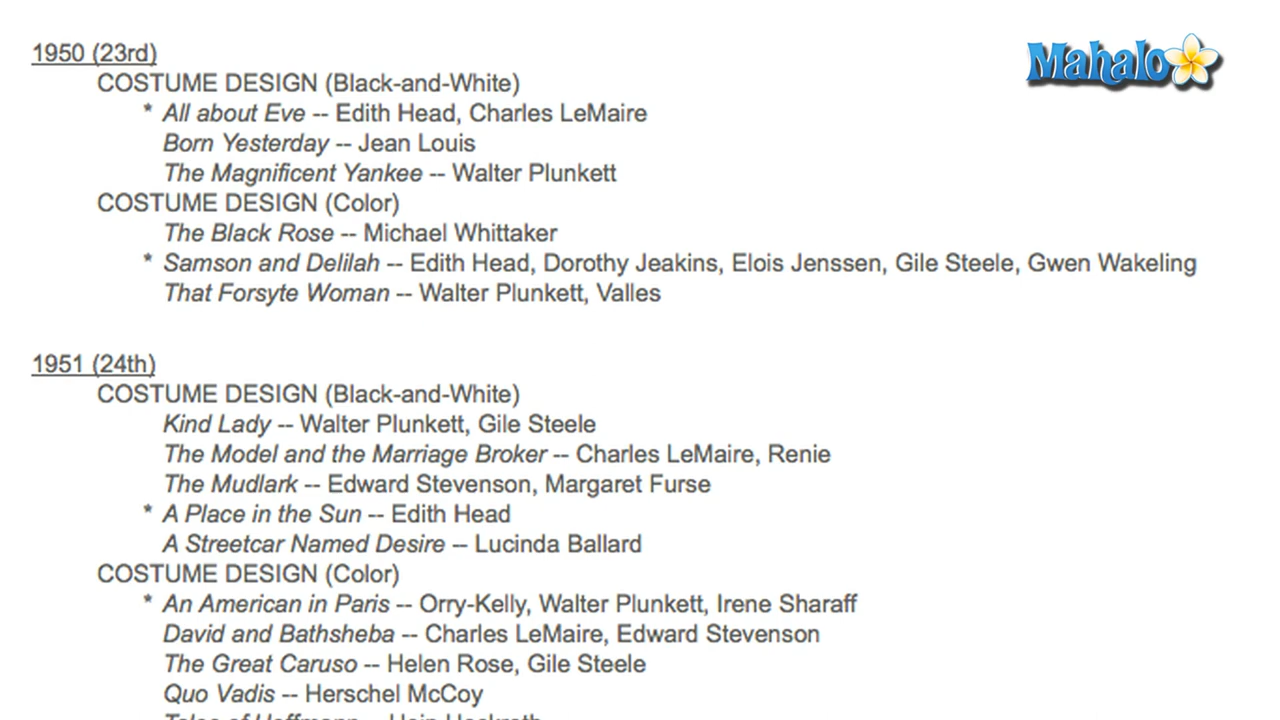 1950 (23rd)
Mahalo
COSTUME DESIGN (Black-and-White)
* All about Eve -- Edith Head, Charles LeMaire
Born Yesterday -- Jean Louis
The Magnificent Yankee -- Walter Plunkett
COSTUME DESIGN (Color)
The Black Rose -- Michael Whittaker
* Samson and Delilah -- Edith Head, Dorothy Jeakins, Elois Jenssen, Gile Steele, Gwen Wakeling
That Forsyte Woman -- Walter Plunkett, Valles
1951 (24th)
COSTUME DESIGN (Black-and-White)
Kind Lady -- Walter Plunkett, Gile Steele
The Model and the Marriage Broker -- Charles LeMaire, Renie
The Mudlark -- Edward Stevenson, Margaret Furse
* A Place in the Sun -- Edith Head
A Streetcar Named Desire -- Lucinda Ballard
COSTUME DESIGN (Color)
* An American in Paris -- Orry-Kelly, Walter Plunkett, Irene Sharaff
David and Bathsheba -- Charles LeMaire, Edward Stevenson
The Great Caruso -- Helen Rose, Gile Steele
Quo Vadis -- Herschel McCoy
Tales of Hoffmann -- Hein Heckroth